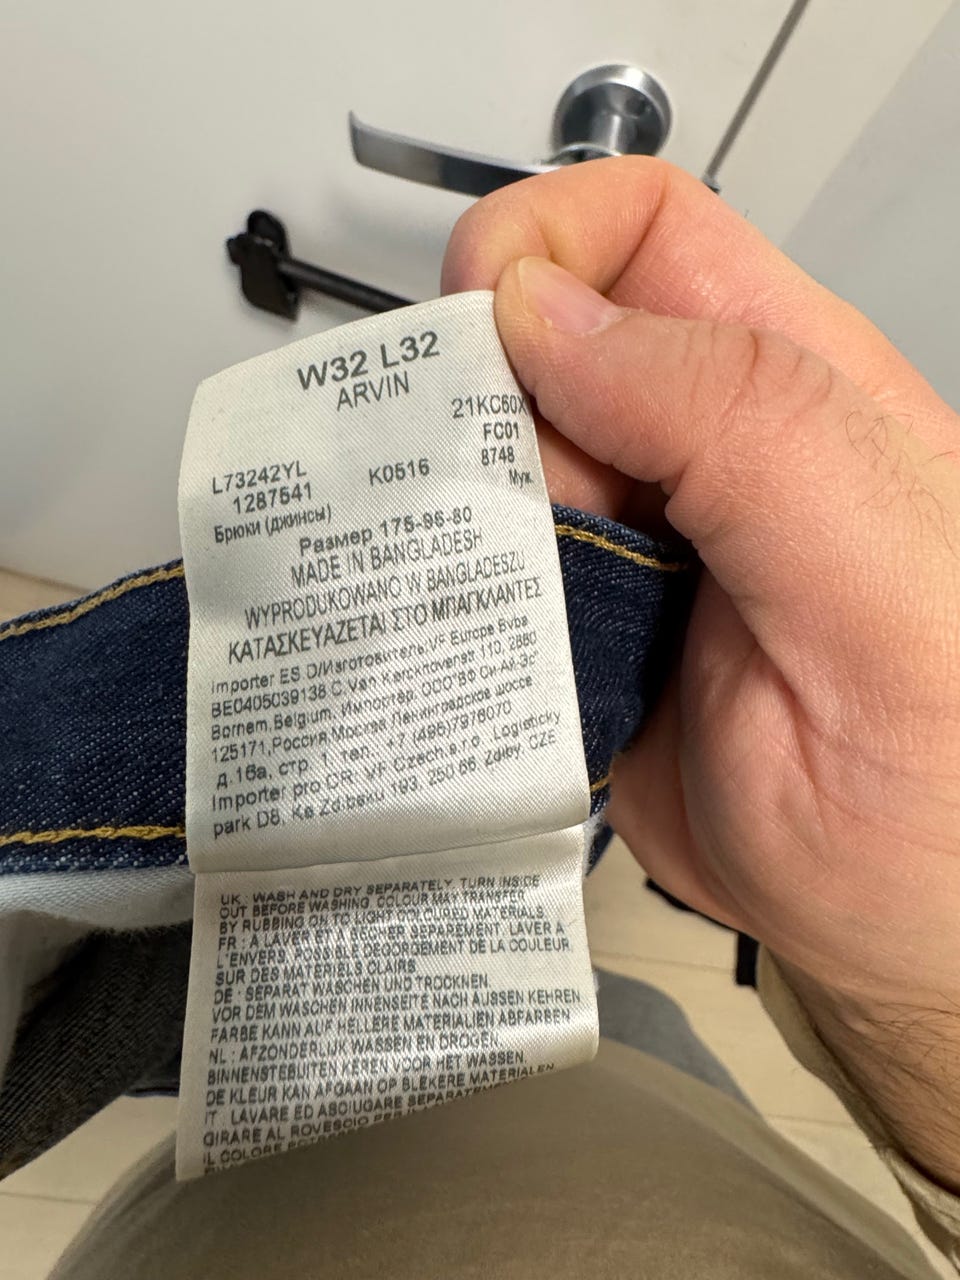 W32 L32
ARVIN
21KC60X
FC01
L73242YL K0516 8748
1287541 Муж.
Брюки (джинсы)
Размер 175-96-80
MADE IN BANGLADESH
WYPRODUKOWANO W BANGLADESZU
ΚΑΤΑΣΚΕΥΑΖΕΤΑΙ ΣΤΟ ΜΠΑΓΚΛΑΝΤΕΣ
Importer ES D/Изготовитель:VF Europe Bvba
BE0405039138 C.Van Kerckhovenstr 110, 2880
Bornem,Belgium, Импортёр: ООО"ВФ Си-Ай-Эс"
125171,Россия,Москва Ленинградское шоссе
д.16а, стр. 1 тел. +7 (495)7978070
Importer pro CR: VF Czech s.r.o. Logisticky
park D8, Ke Zdibsku 193, 250 66 Zdiby, CZE
UK : WASH AND DRY SEPARATELY. TURN INSIDE
OUT BEFORE WASHING. COLOUR MAY TRANSFER
BY RUBBING ON TO LIGHT COLOURED MATERIALS.
FR : A LAVER ET SECHER SEPAREMENT. LAVER A
L'ENVERS, POSSIBLE DEGORGEMENT DE LA COULEUR
SUR DES MATERIELS CLAIRS.
DE : SEPARAT WASCHEN UND TROCKNEN.
VOR DEM WASCHEN INNENSEITE NACH AUSSEN KEHREN
FARBE KANN AUF HELLERE MATERIALIEN ABFARBEN
NL : AFZONDERLIJK WASSEN EN DROGEN.
BINNENSTEBUITEN KEREN VOOR HET WASSEN.
DE KLEUR KAN AFGAAN OP BLEKERE MATERIALEN.
IT : LAVARE ED ASCIUGARE SEPARATAMENTE
GIRARE AL ROVESCIO PER IL
IL COLORE